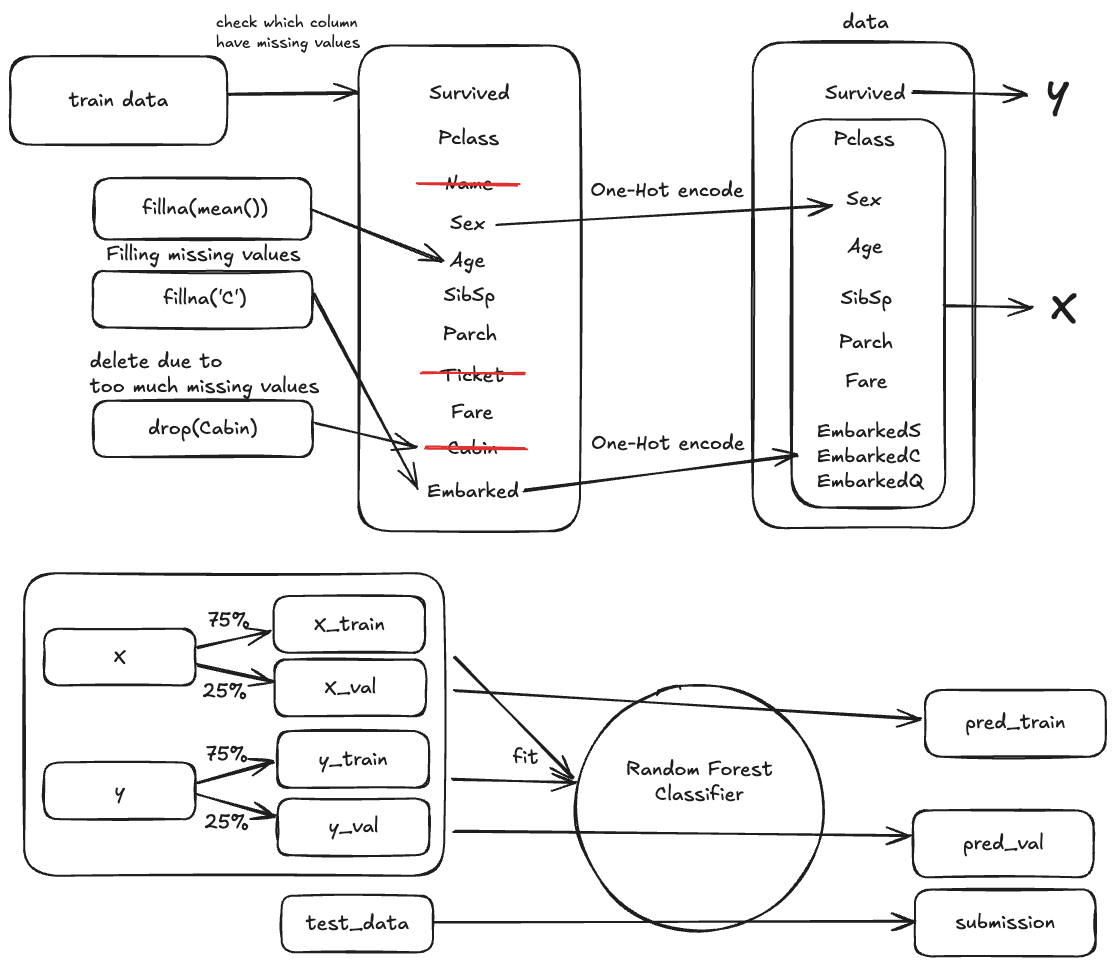 check which column
have missing values
train data
fillna(mean())
Filling missing values
fillna('C')
delete due to
too much missing values
drop(Cabin)
Survived
Pclass
Name
Sex
Age
SibSp
Parch
Ticket
Fare
Cabin
Embarked
One-Hot encode
One-Hot encode
data
Survived
Pclass
Sex
Age
SibSp
Parch
Fare
EmbarkedS
EmbarkedC
EmbarkedQ
y
X
X
75%
X_train
25%
X_val
y
75%
y_train
25%
y_val
fit
Random Forest
Classifier
pred_train
pred_val
test_data
submission